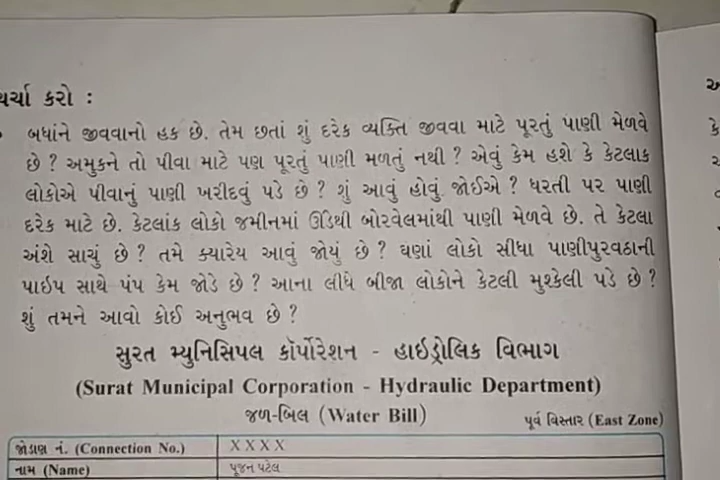 ચર્ચા કરો :
બધાંને જીવવાનો હક છે. તેમ છતાં શું દરેક વ્યક્તિ જીવવા માટે પૂરતું પાણી મેળવે
છે ? અમુકને તો પીવા માટે પણ પૂરતું પાણી મળતું નથી ? એવું કેમ હશે કે કેટલાક
લોકોએ પીવાનું પાણી ખરીદવું પડે છે ? શું આવું હોવું જોઈએ ? ધરતી પર પાણી
દરેક માટે છે. કેટલાંક લોકો જમીનમાં ઊંડેથી બોરવેલમાંથી પાણી મેળવે છે. તે કેટલા
અંશે સાચું છે ? તમે ક્યારેય આવું જોયું છે ? ઘણાં લોકો સીધા પાણીપુરવઠાની
પાઇપ સાથે પંપ કેમ જોડે છે ? આના લીધે બીજા લોકોને કેટલી મુશ્કેલી પડે છે ?
શું તમને આવો કોઈ અનુભવ છે ?
સુરત મ્યુનિસિપલ કૉર્પોરેશન - હાઇડ્રોલિક વિભાગ
(Surat Municipal Corporation - Hydraulic Department)
જળ-બિલ (Water Bill)
પૂર્વ વિસ્તાર (East Zone)
જોડાણ નં. (Connection No.) XXXX
નામ (Name) પૂજન પટેલ